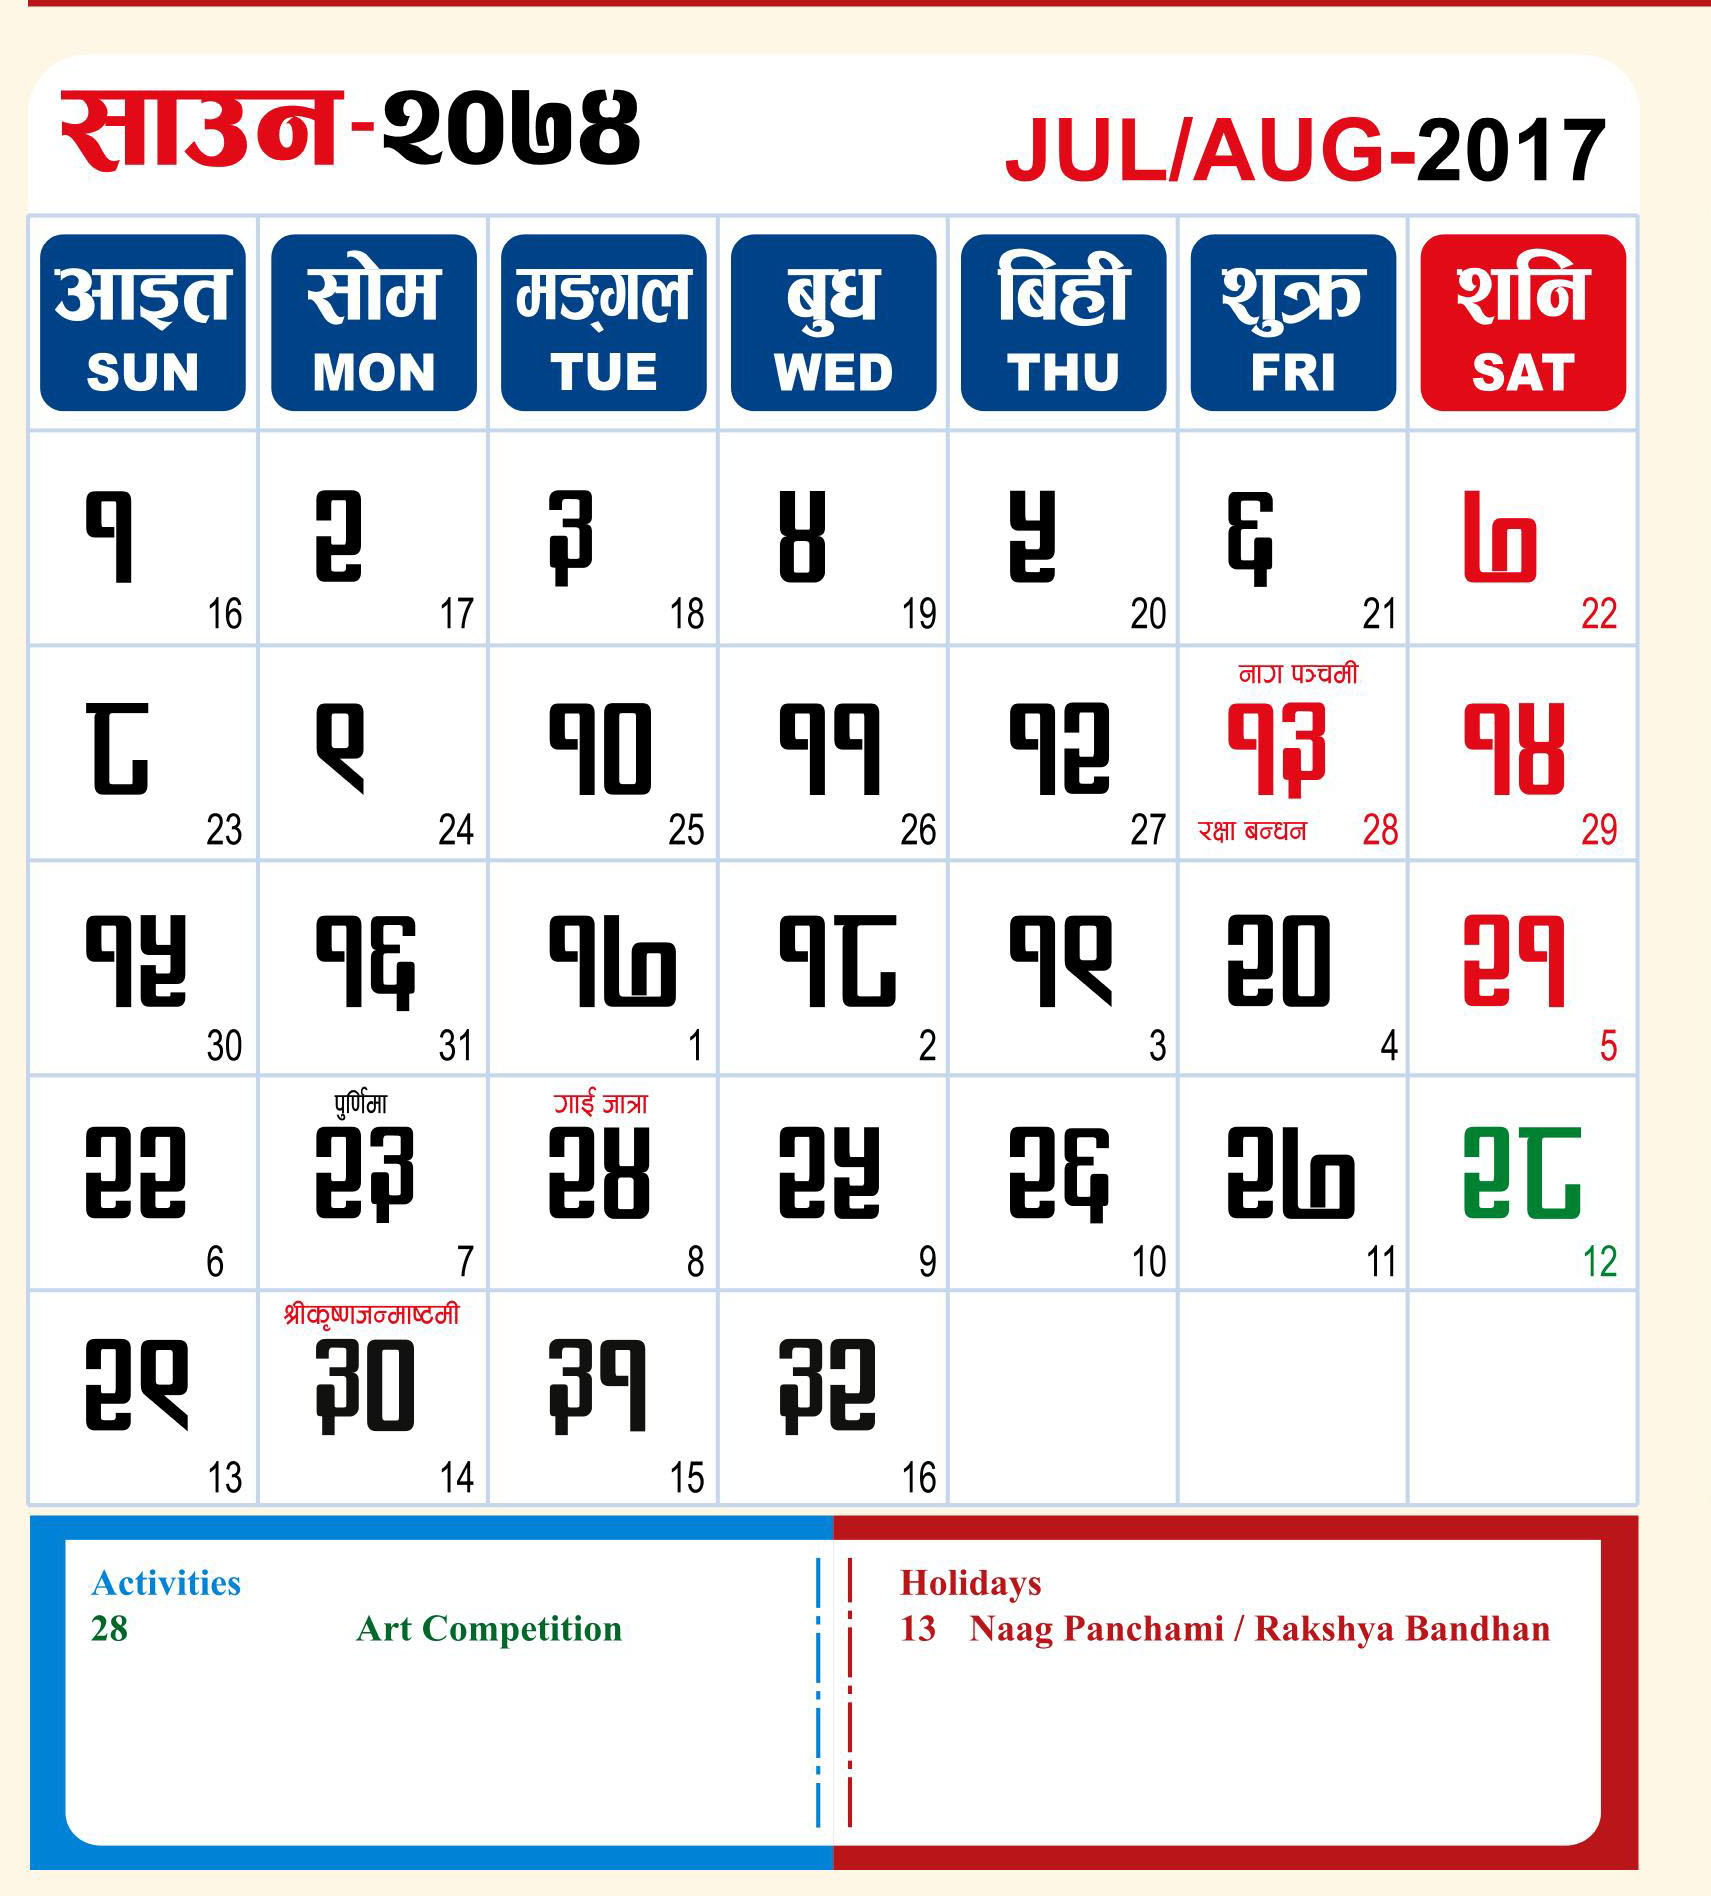 साउन-२०७४
JUL/AUG-2017
आइत सोम मङ्गल बुध बिही शुक्र शनि
SUN MON TUE WED THU FRI SAT
१ २ ३ ४ ५ ६ ७
16 17 18 19 20 21 22
नाग पञ्चमी
८ ९ १० ११ १२ १३ १४
रक्षा बन्धन
23 24 25 26 27 28 29
१५ १६ १७ १८ १९ २० २१
30 31 1 2 3 4 5
पुर्णिमा गाई जात्रा
२२ २३ २४ २५ २६ २७ २८
6 7 8 9 10 11 12
श्रीकृष्णजन्माष्टमी
२९ ३० ३१ ३२
13 14 15 16
Activities
28 Art Competition
Holidays
13 Naag Panchami / Rakshya Bandhan